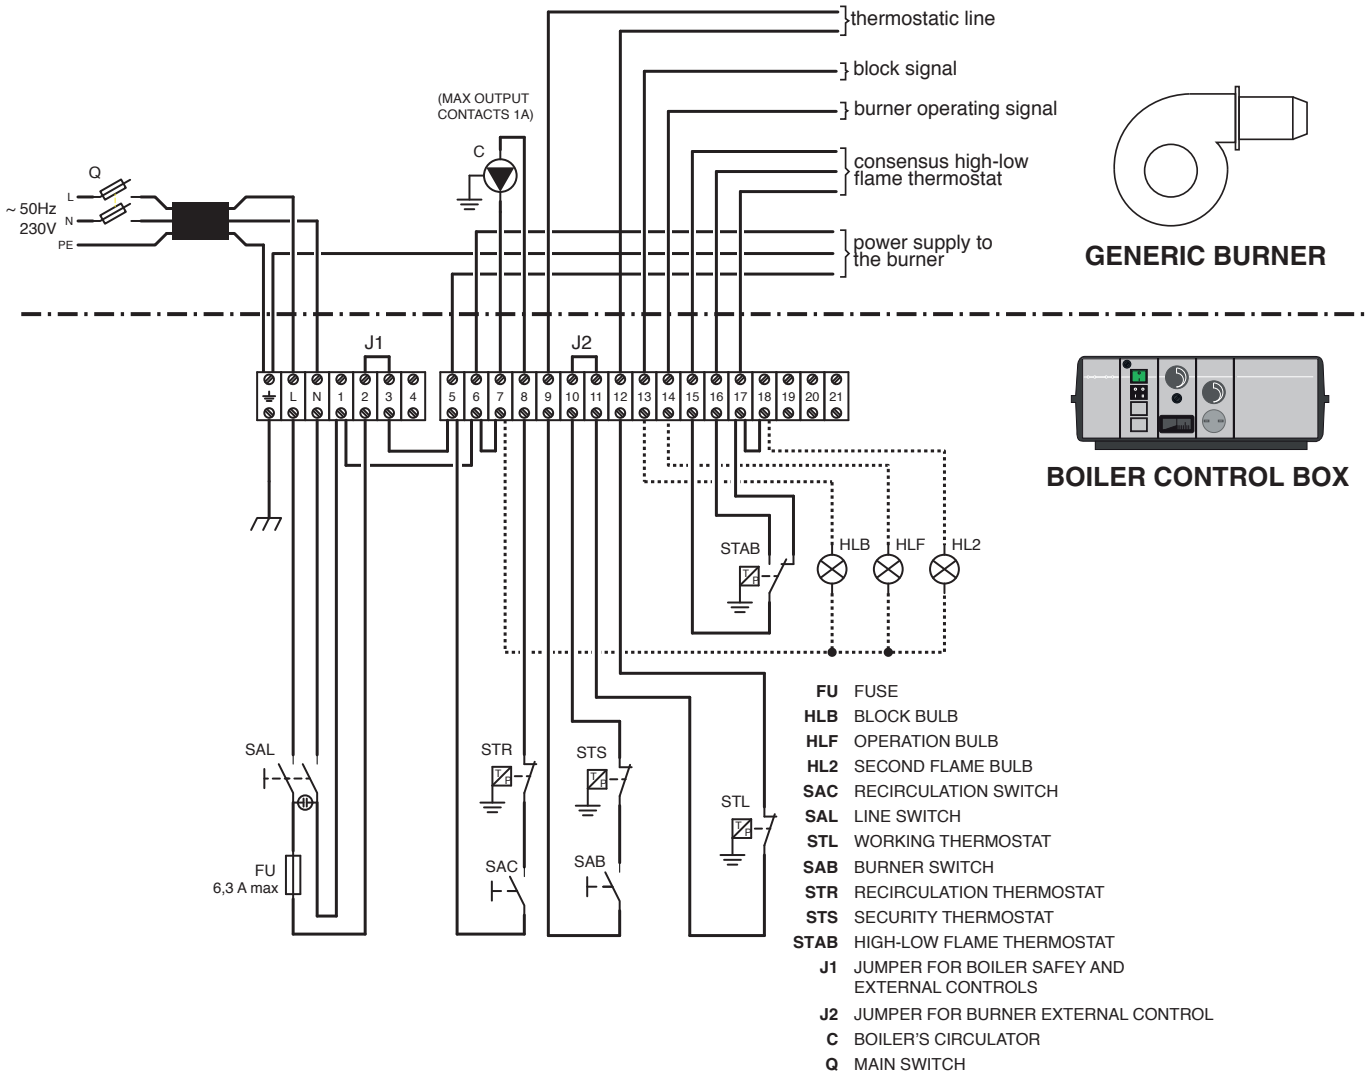 thermostatic line
block signal
(MAX OUTPUT
CONTACTS 1A)
burner operating signal
C
consensus high-low
flame thermostat
Q
L
~ 50Hz
N
230V
PE
power supply to
the burner
GENERIC BURNER
J1
J2
L N 1 2 3 4
5 6 7 8 9 10 11 12 13 14 15 16 17 18 19 20 21
BOILER CONTROL BOX
STAB
HLB
HLF
HL2
T P
SAL
STR
T P
STS
T P
STL
T P
FU
6,3 A max
SAC
SAB
FU FUSE
HLB BLOCK BULB
HLF OPERATION BULB
HL2 SECOND FLAME BULB
SAC RECIRCULATION SWITCH
SAL LINE SWITCH
STL WORKING THERMOSTAT
SAB BURNER SWITCH
STR RECIRCULATION THERMOSTAT
STS SECURITY THERMOSTAT
STAB HIGH-LOW FLAME THERMOSTAT
J1 JUMPER FOR BOILER SAFEY AND
EXTERNAL CONTROLS
J2 JUMPER FOR BURNER EXTERNAL CONTROL
C BOILER'S CIRCULATOR
Q MAIN SWITCH